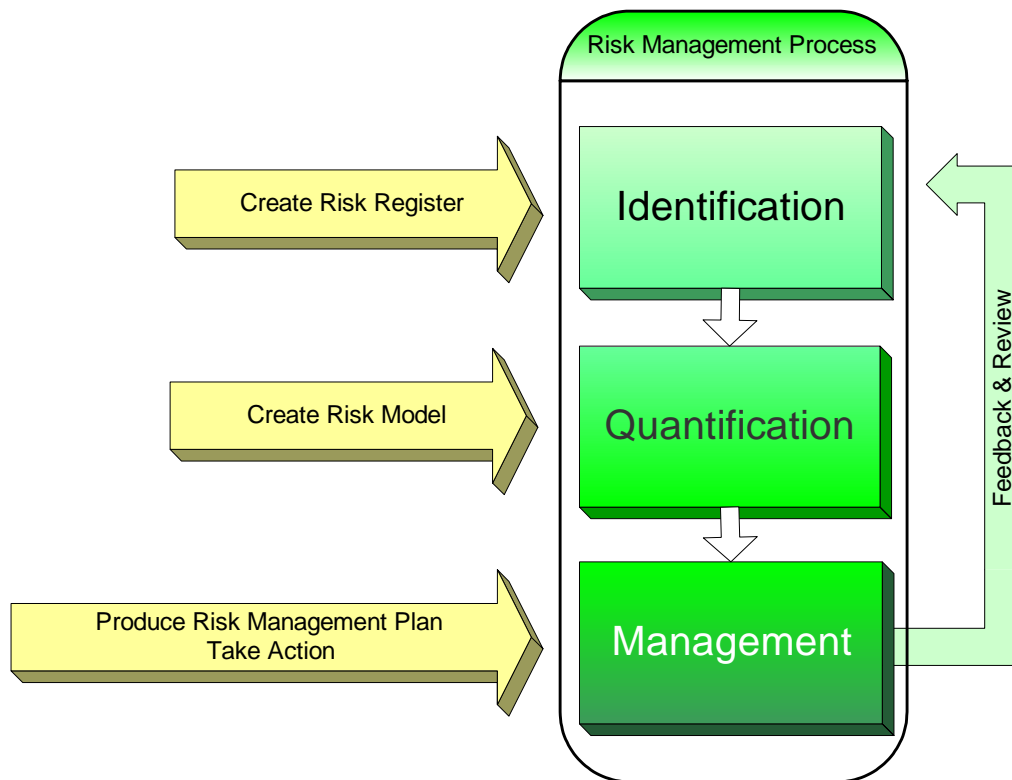 Risk Management Process
Create Risk Register
Identification
Create Risk Model
Quantification
Feedback & Review
Produce Risk Management Plan
Take Action
Management